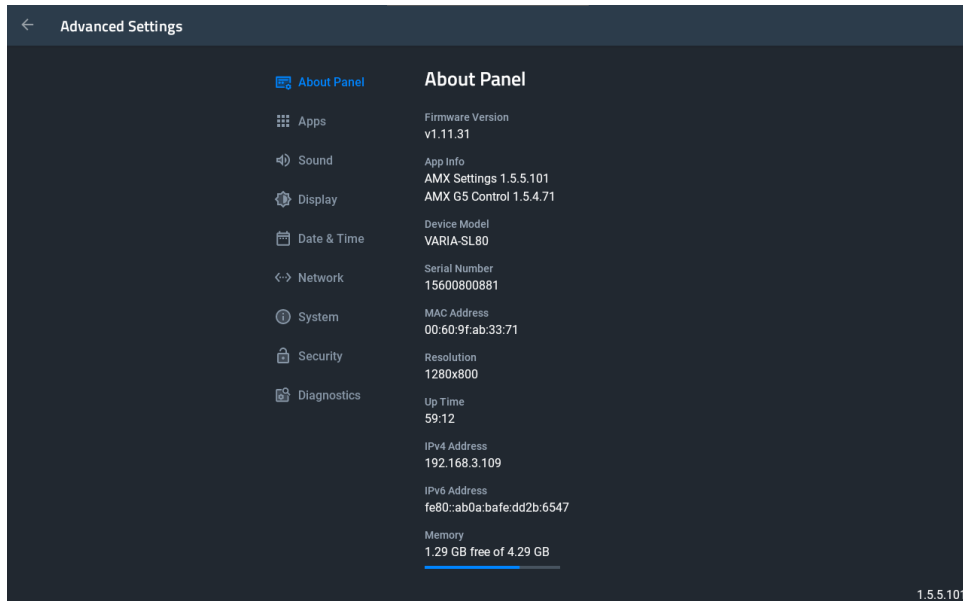 Advanced Settings
About Panel
Apps
Sound
Display
Date & Time
Network
System
Security
Diagnostics
About Panel
Firmware Version
v1.11.31
App Info
AMX Settings 1.5.5.101
AMX G5 Control 1.5.4.71
Device Model
VARIA-SL80
Serial Number
15600800881
MAC Address
00:60:9f:ab:33:71
Resolution
1280x800
Up Time
59:12
IPv4 Address
192.168.3.109
IPv6 Address
fe80::ab0a:bafe:dd2b:6547
Memory
1.29 GB free of 4.29 GB
1.5.5.101